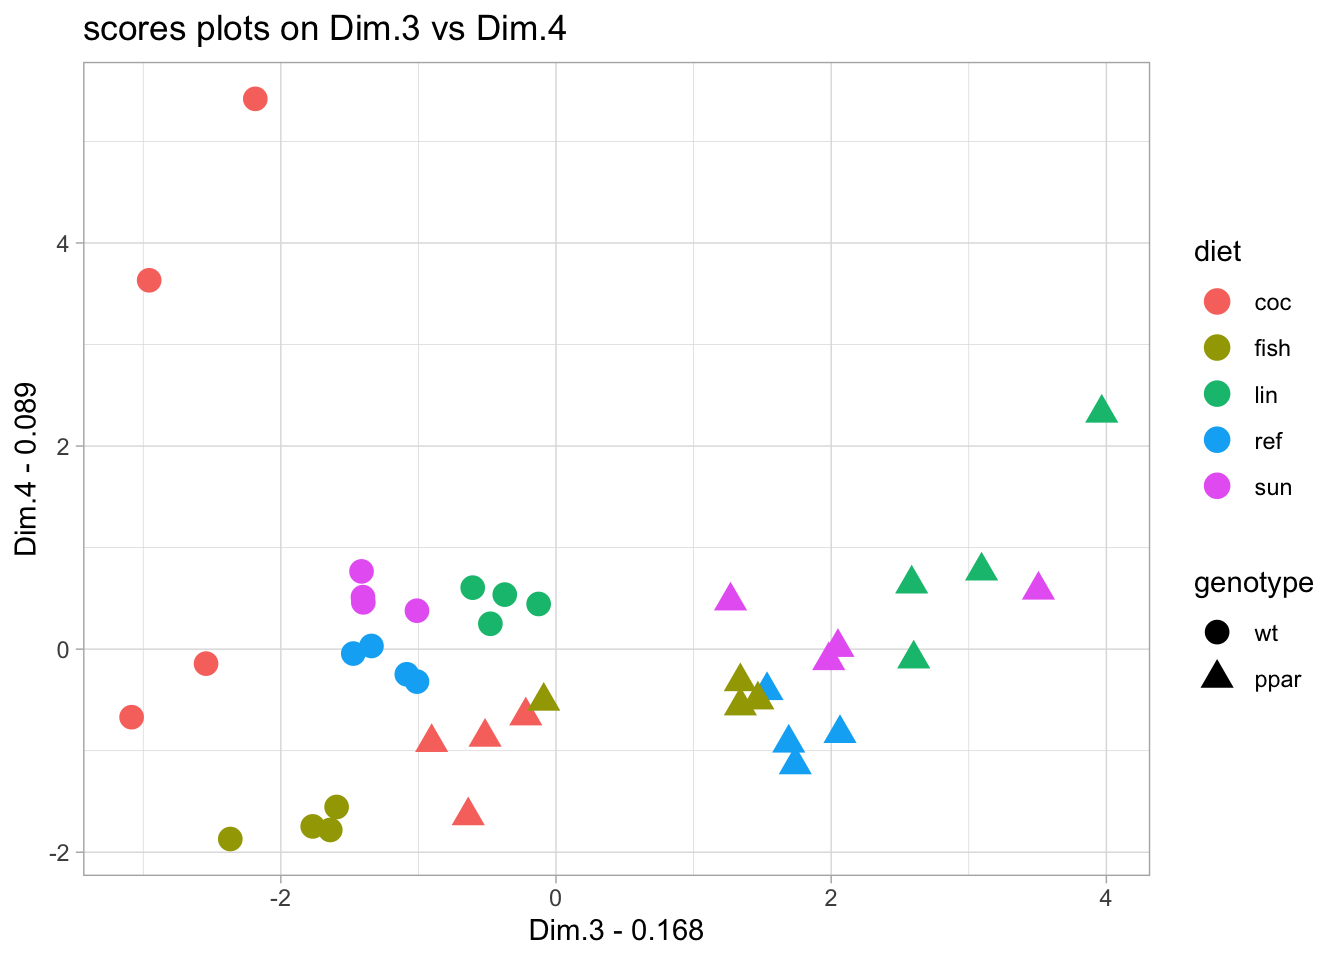 scores plots on Dim.3 vs Dim.4
Dim.4 - 0.089
4
2
0
-2
-2
0
2
4
Dim.3 - 0.168
diet
coc
fish
lin
ref
sun
genotype
wt
ppar